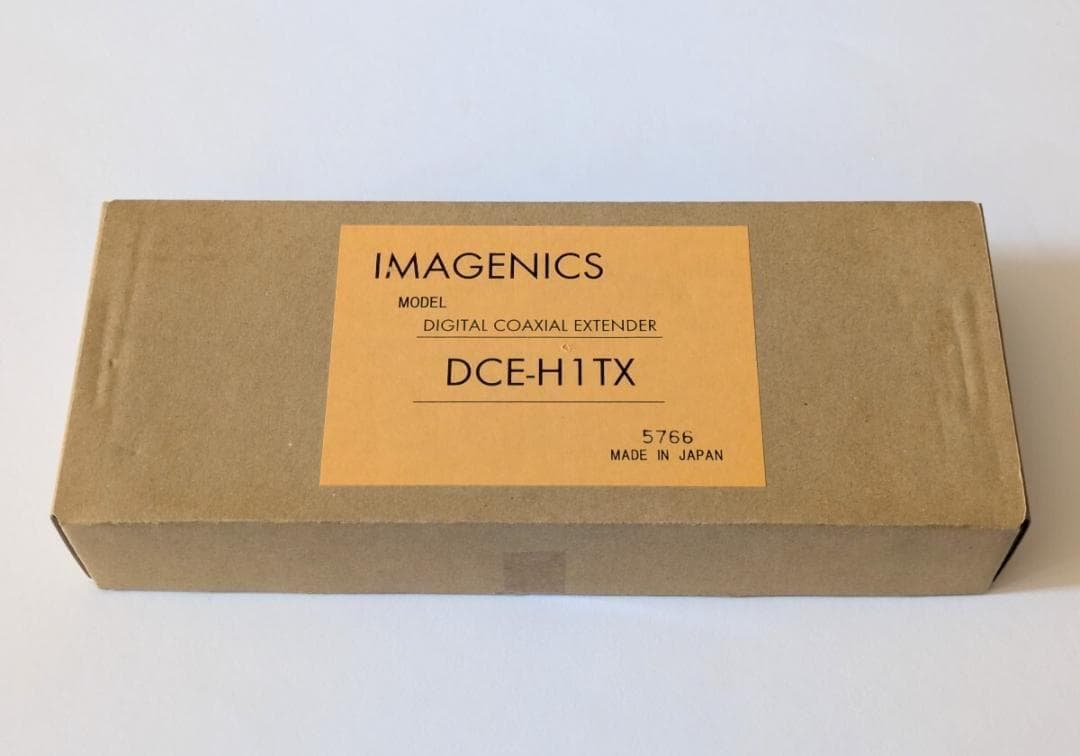 IMAGENICS
MODEL
DIGITAL COAXIAL EXTENDER
DCE-H1TX
5766
MADE IN JAPAN